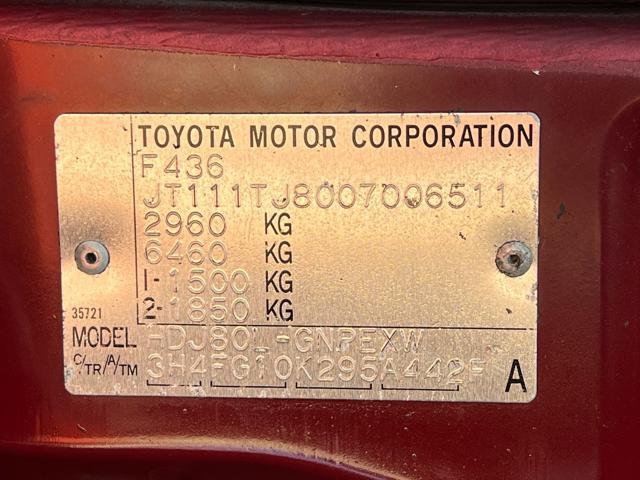 TOYOTA MOTOR CORPORATION
F436
JT111TJ8007006511
2960 KG
6460 KG
1-1500 KG
2-1850 KG
35721
MODEL HDJ80L-GNPEXW
C/TR/A/TM 3H4FG10K295A442F A